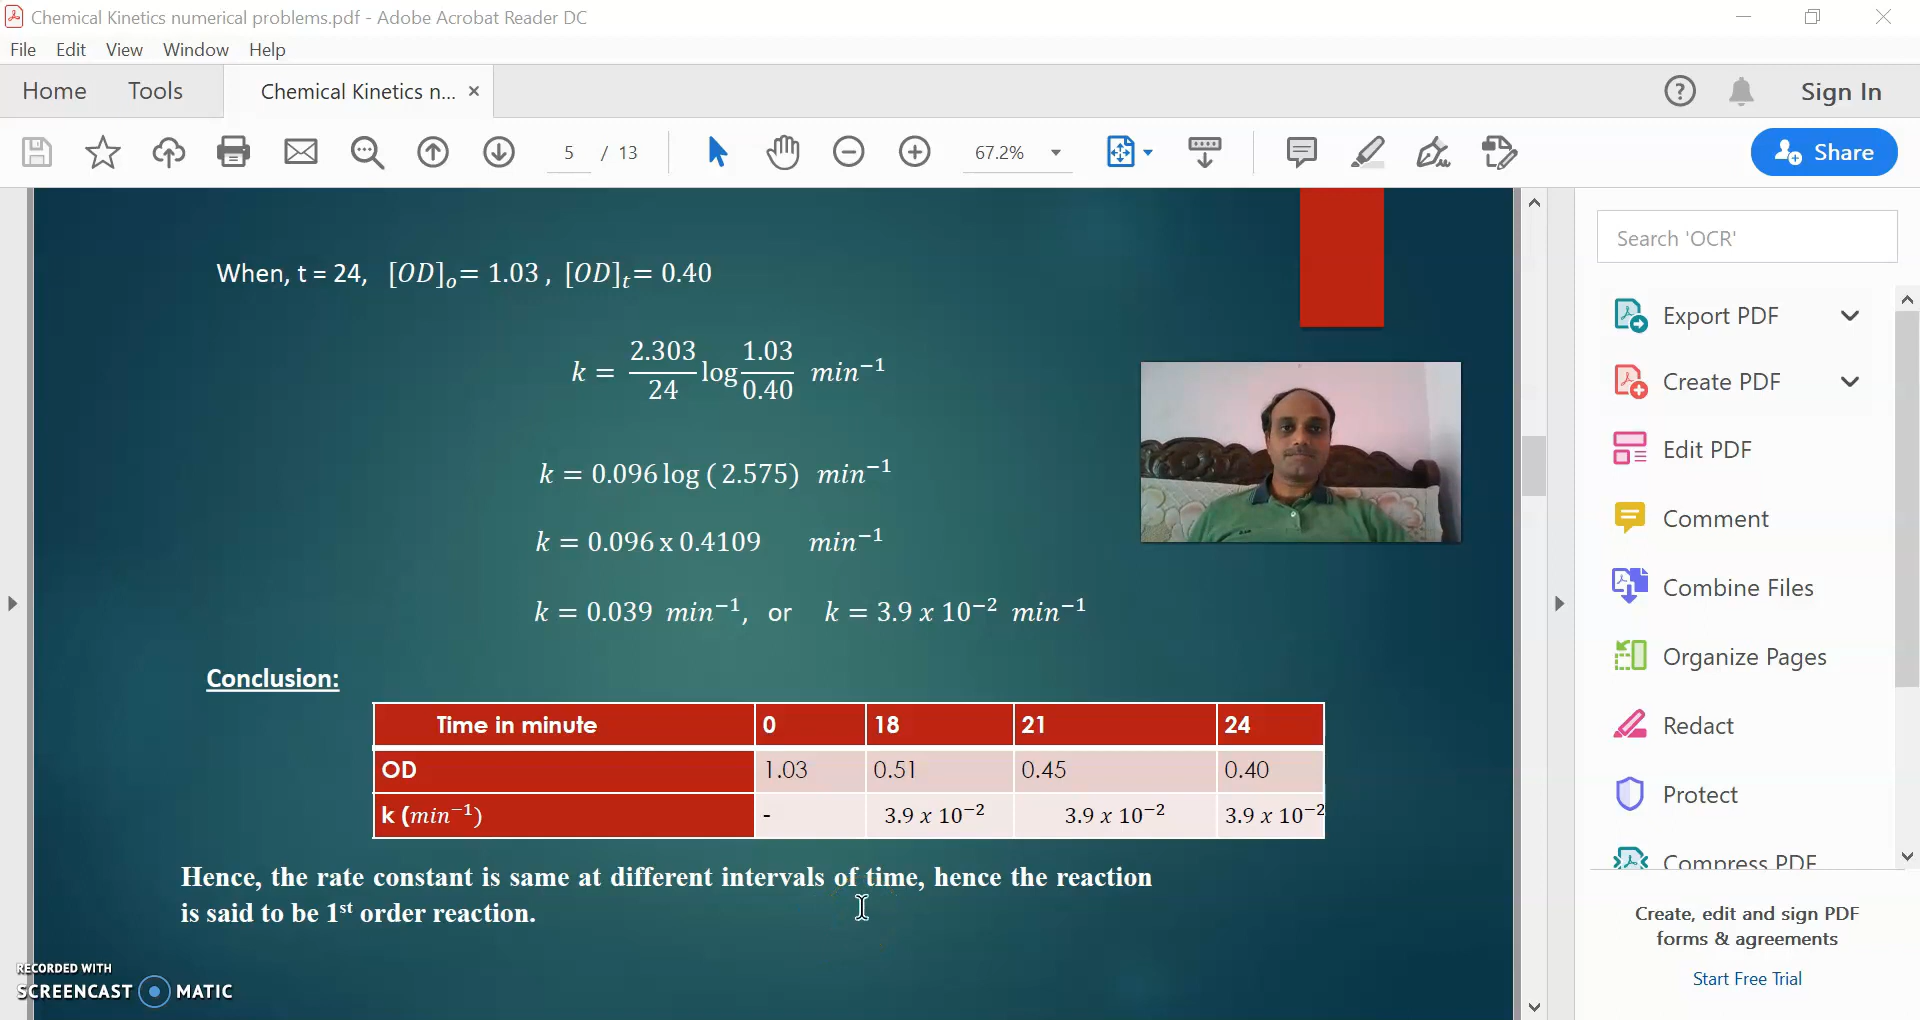 Chemical Kinetics numerical problems.pdf - Adobe Acrobat Reader DC
File Edit View Window Help
Home Tools Chemical Kinetics n... × Sign In
5 / 13 67.2% Share
Search 'OCR'
Export PDF
Create PDF
Edit PDF
Comment
Combine Files
Organize Pages
Redact
Protect
Compress PDF
Create, edit and sign PDF
forms & agreements
Start Free Trial
When, t = 24, [OD]ₒ= 1.03 , [OD]ₜ= 0.40
k = 2.303/24 log 1.03/0.40 min⁻¹
k = 0.096 log ( 2.575) min⁻¹
k = 0.096 x 0.4109 min⁻¹
k = 0.039 min⁻¹, or k = 3.9 x 10⁻² min⁻¹
Conclusion:
Time in minute 0 18 21 24
OD 1.03 0.51 0.45 0.40
k (min⁻¹) - 3.9 x 10⁻² 3.9 x 10⁻² 3.9 x 10⁻²
Hence, the rate constant is same at different intervals of time, hence the reaction
is said to be 1ˢᵗ order reaction.
RECORDED WITH
SCREENCAST MATIC